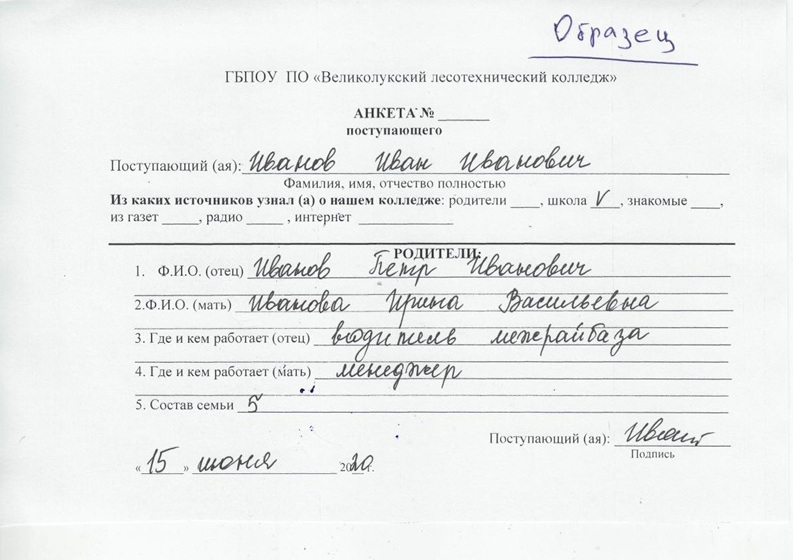 Образец
ГБПОУ ПО «Великолукский лесотехнический колледж»
АНКЕТА № ______
поступающего
Поступающий (ая): Иванов Иван Иванович
Фамилия, имя, отчество полностью
Из каких источников узнал (а) о нашем колледже: родители ____, школа V, знакомые ____,
из газет _____, радио _____ , интернет _____________
РОДИТЕЛИ:
1. Ф.И.О. (отец) Иванов Петр Иванович
2.Ф.И.О. (мать) Иванова Ирина Васильевна
3. Где и кем работает (отец) водитель межрайбаза
4. Где и кем работает (мать) менеджер
5. Состав семьи 5
Поступающий (ая): Иван
Подпись
«15» июня 2020 г.